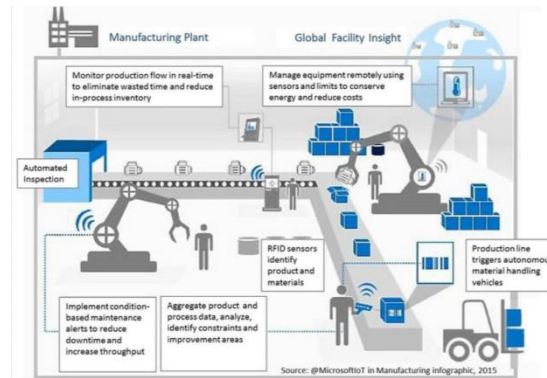 Manufacturing Plant
Global Facility Insight
Monitor production flow in real-time
to eliminate wasted time and reduce
in-process inventory
Manage equipment remotely using
sensors and limits to conserve
energy and reduce costs
Automated
Inspection
RFID sensors
identify
product and
materials
Production line
triggers autonomous
material handling
vehicles
Implement condition-
based maintenance
alerts to reduce
downtime and
increase throughput
Aggregate product and
process data, analyze,
identify constraints and
improvement areas
Source: @MicrosoftIoT in Manufacturing infographic, 2015